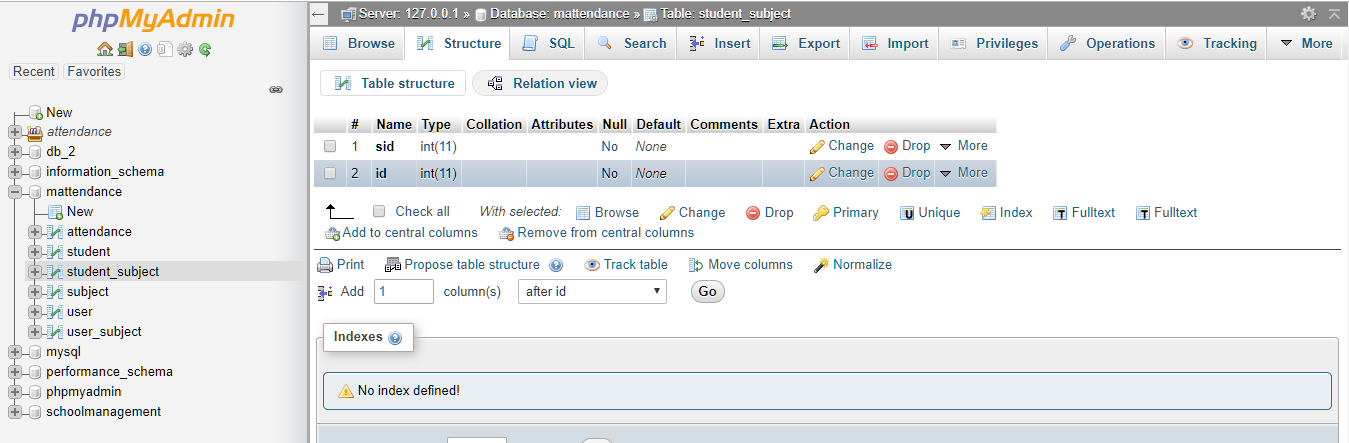 phpMyAdmin
Recent Favorites
New
attendance
db_2
information_schema
mattendance
New
attendance
student
student_subject
subject
user
user_subject
mysql
performance_schema
phpmyadmin
schoolmanagement
Server: 127.0.0.1 » Database: mattendance » Table: student_subject
Browse Structure SQL Search Insert Export Import Privileges Operations Tracking More
Table structure Relation view
# Name Type Collation Attributes Null Default Comments Extra Action
1 sid int(11) No None Change Drop More
2 id int(11) No None Change Drop More
Check all With selected: Browse Change Drop Primary Unique Index Fulltext Fulltext
Add to central columns Remove from central columns
Print Propose table structure Track table Move columns Normalize
Add 1 column(s) after id Go
Indexes
No index defined!